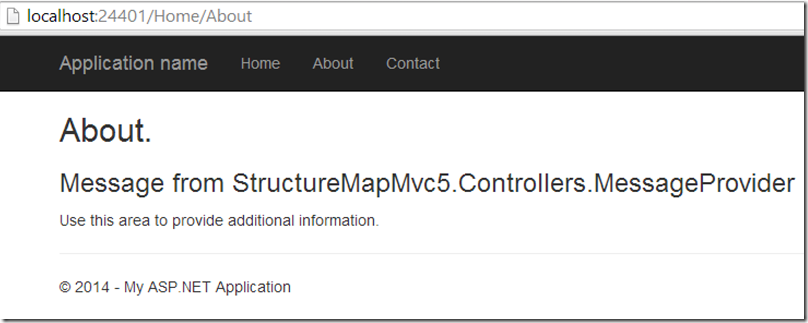 localhost:24401/Home/About
Application name Home About Contact
About.
Message from StructureMapMvc5.Controllers.MessageProvider
Use this area to provide additional information.
© 2014 - My ASP.NET Application